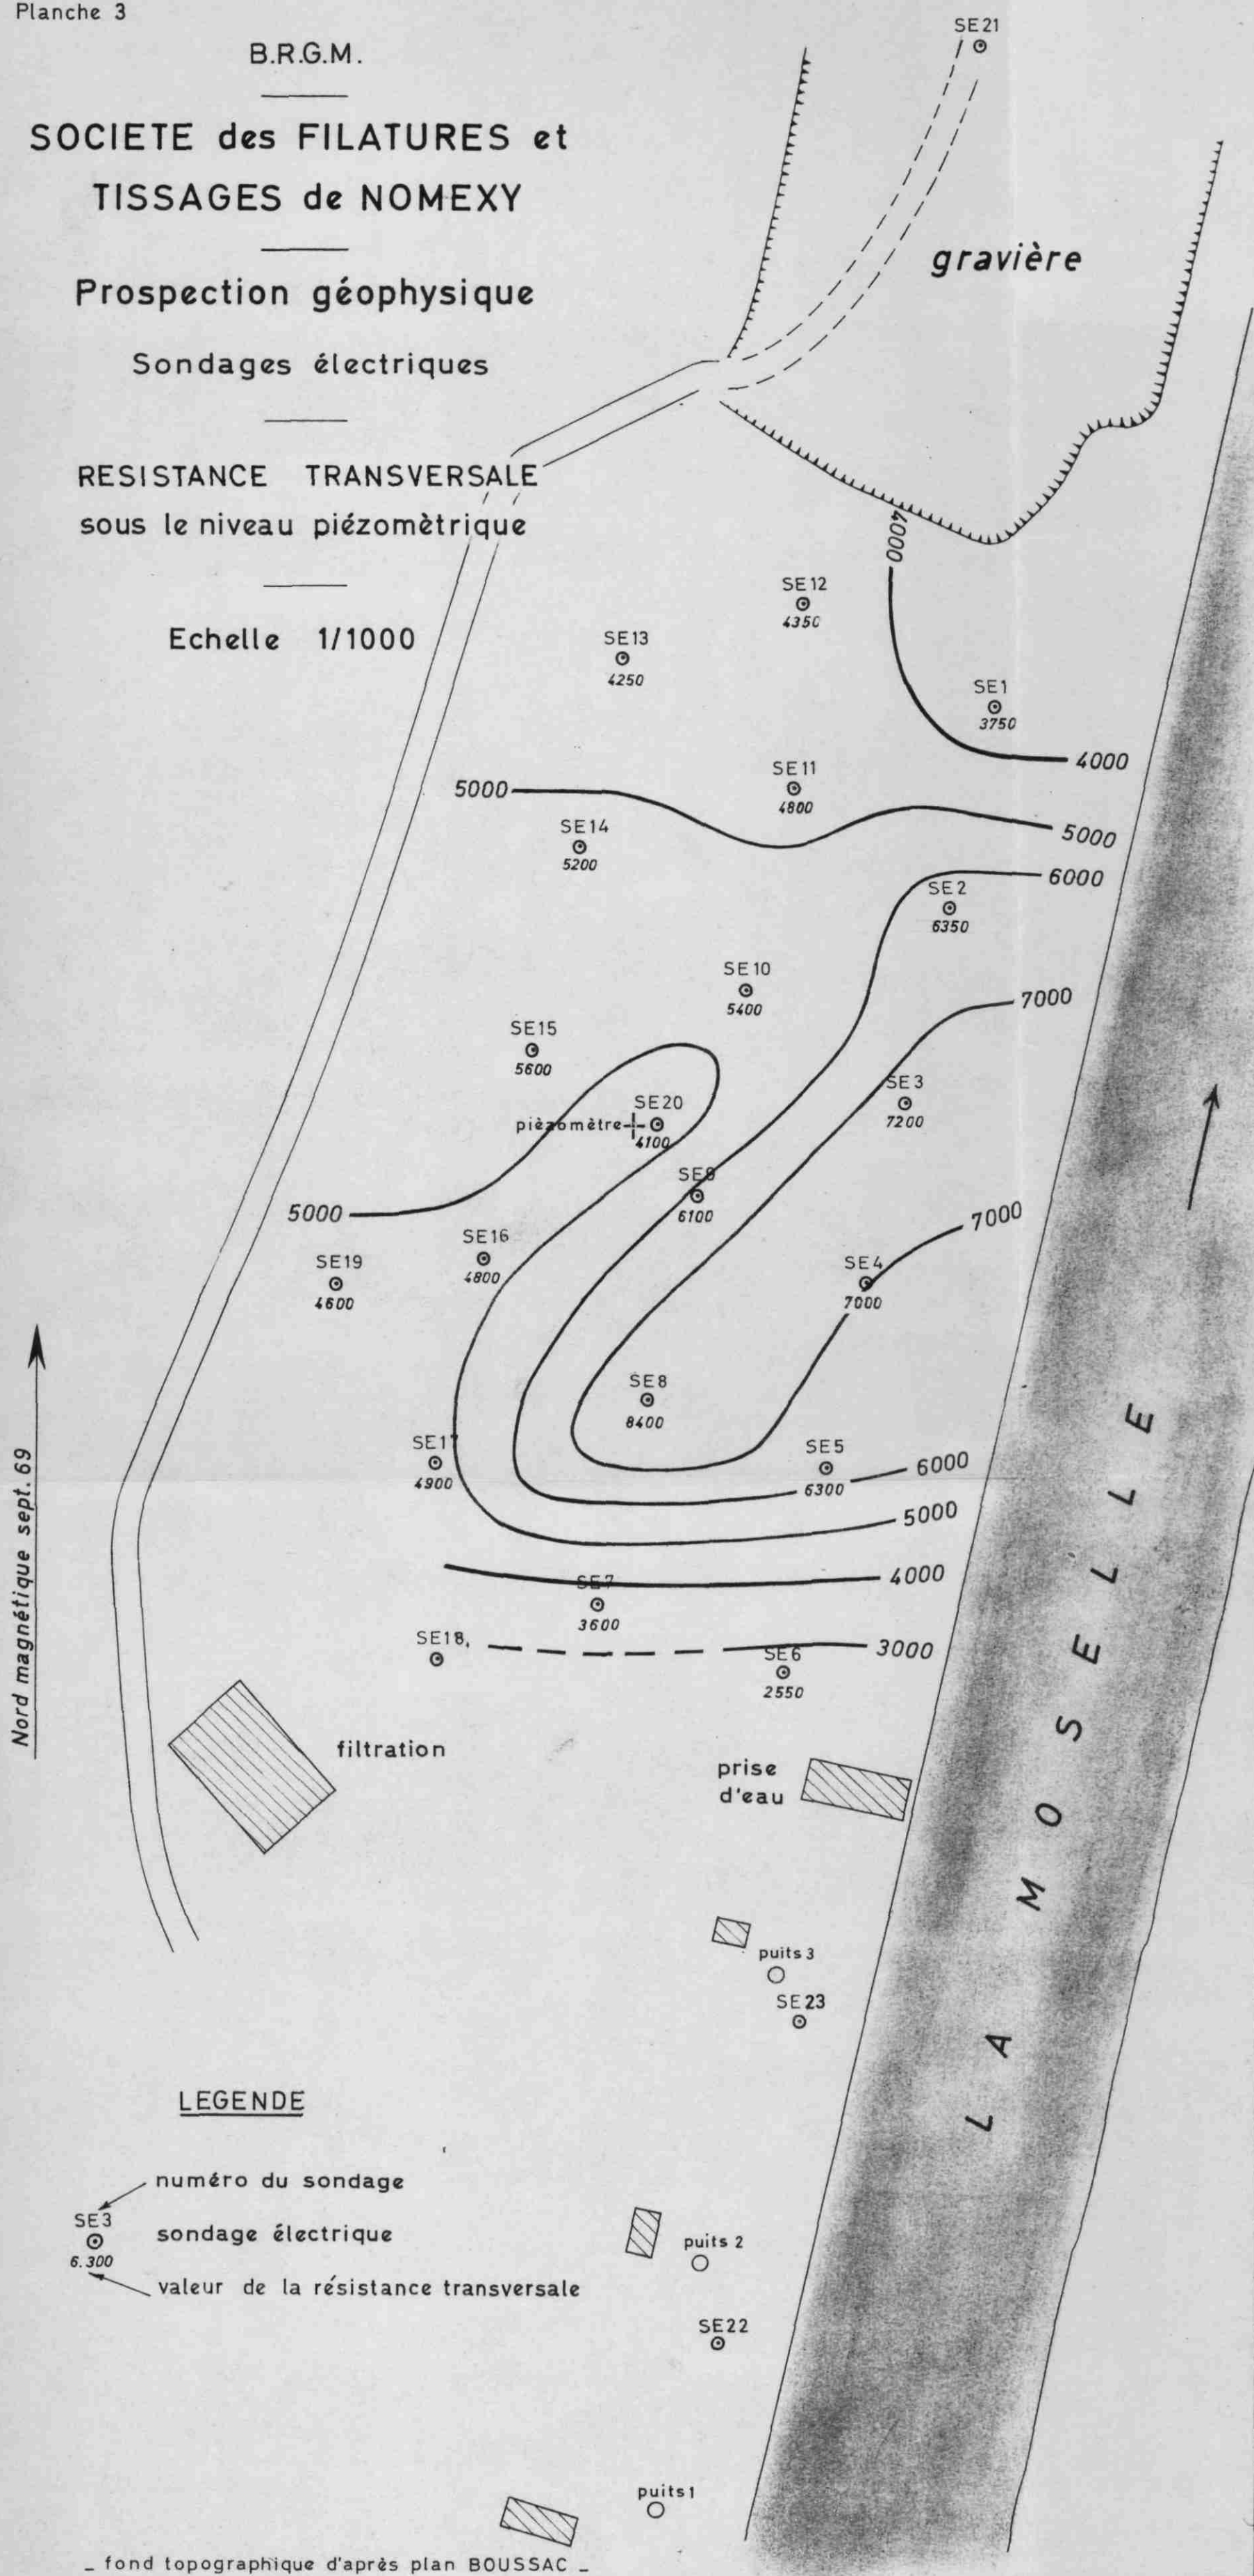 Planche 3
B.R.G.M.
SOCIETE des FILATURES et
TISSAGES de NOMEXY
Prospection géophysique
Sondages électriques
RESISTANCE TRANSVERSALE
sous le niveau piézomètrique
Echelle 1/1000
SE21
gravière
4000
SE12
4350
SE13
4250
SE1
3750
4000
SE11
4800
5000
5000
SE14
5200
6000
SE2
6350
SE10
5400
7000
SE15
5600
SE3
7200
SE20
pièzomètre
4100
SE9
6100
5000
7000
SE16
4800
SE19
4600
SE4
7000
SE8
8400
SE17
4900
SE5
6300
6000
5000
4000
SE7
3600
SE18
3000
SE6
2550
Nord magnétique sept.69
filtration
prise
d'eau
LA MOSELLE
puits 3
SE23
LEGENDE
numéro du sondage
SE3
sondage électrique
6.300
valeur de la résistance transversale
puits 2
SE22
puits 1
_ fond topographique d'après plan BOUSSAC _